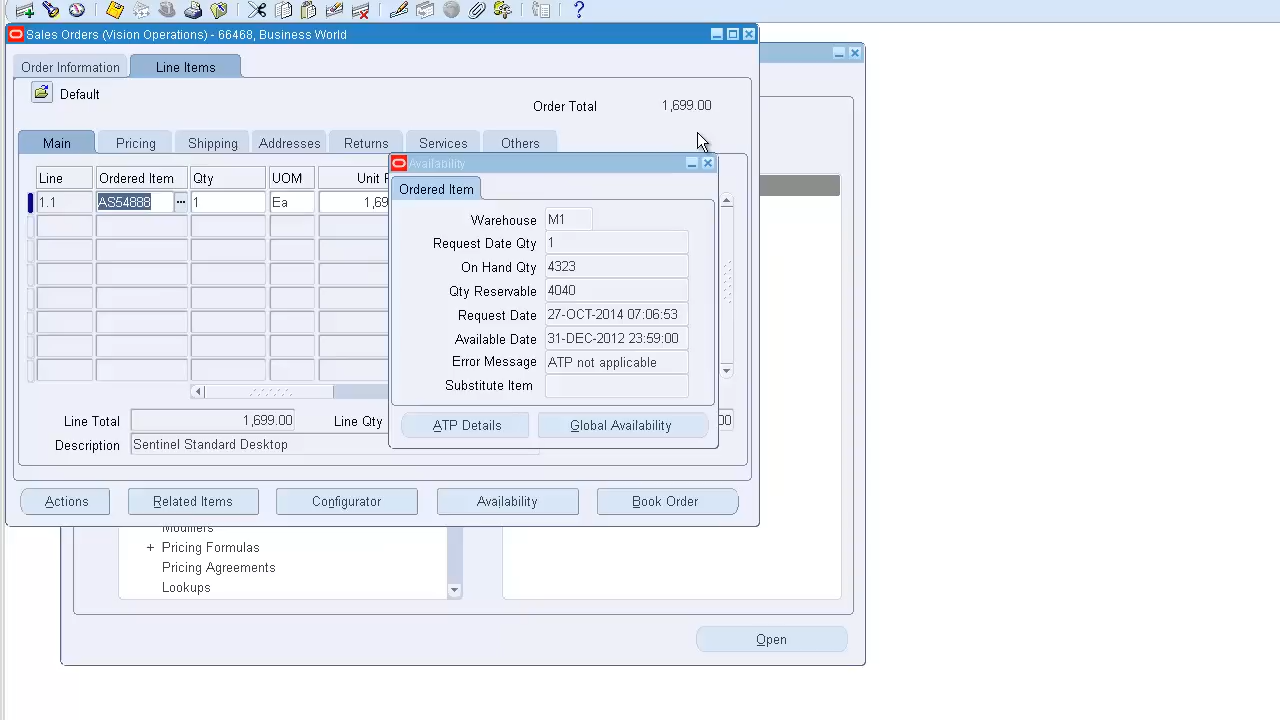 ?
Sales Orders (Vision Operations) - 66468, Business World
Order Information
Line Items
Default
Order Total
1,699.00
Main
Pricing
Shipping
Addresses
Returns
Services
Others
Line
Ordered Item
Qty
UOM
Unit P
1.1
AS54888
1
Ea
1,69
Availability
Ordered Item
Warehouse M1
Request Date Qty 1
On Hand Qty 4323
Qty Reservable 4040
Request Date 27-OCT-2014 07:06:53
Available Date 31-DEC-2012 23:59:00
Error Message ATP not applicable
Substitute Item
ATP Details
Global Availability
Line Total 1,699.00
Line Qty
00
Description Sentinel Standard Desktop
Actions
Related Items
Configurator
Availability
Book Order
Modifiers
+ Pricing Formulas
Pricing Agreements
Lookups
Open